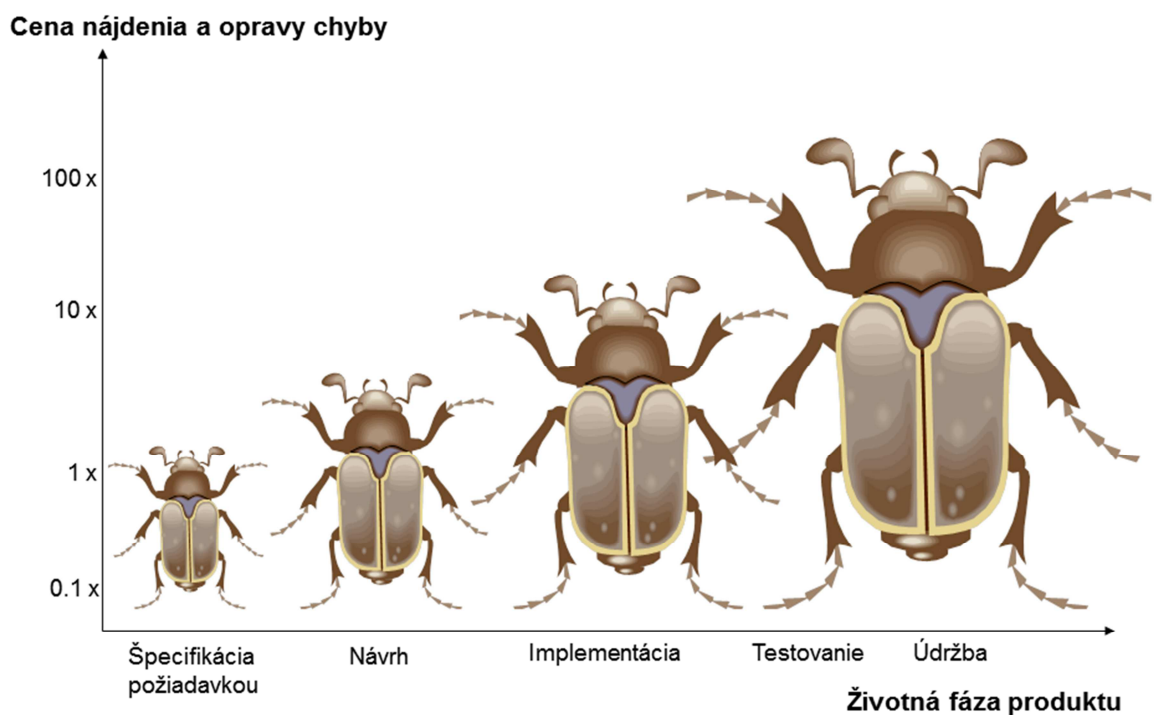 Cena nájdenia a opravy chyby
100 x
10 x
1 x
0.1 x
Špecifikácia
požiadavkou
Návrh
Implementácia
Testovanie
Údržba
Životná fáza produktu